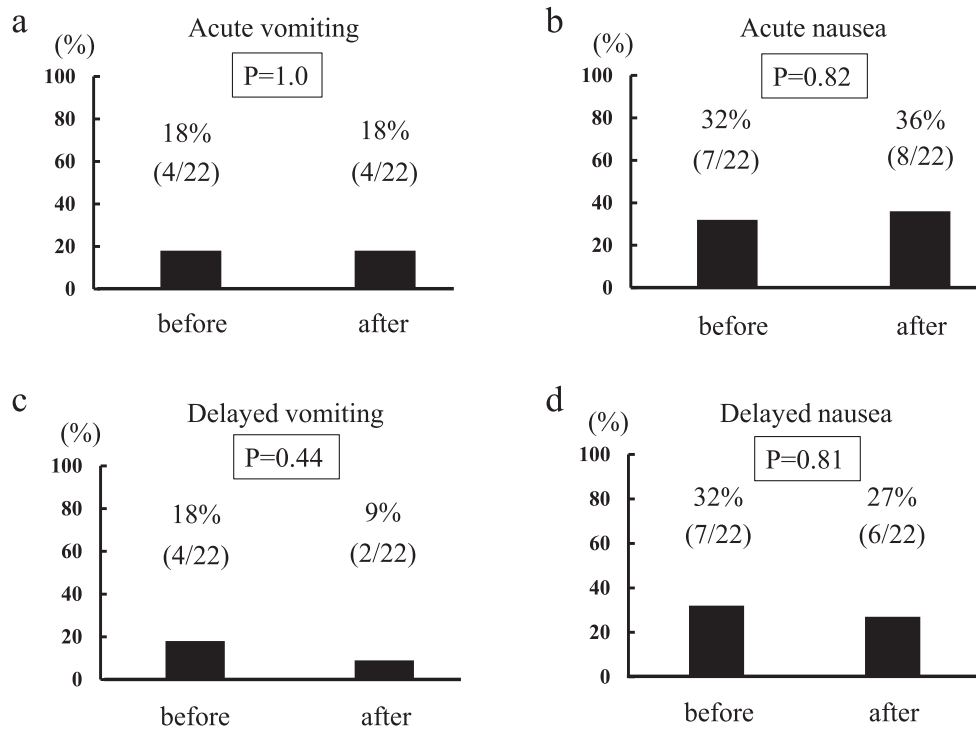 a
Acute vomiting
(%)
P=1.0
100
80
60
40
20
0
18%
(4/22)
18%
(4/22)
before
after
b
Acute nausea
(%)
P=0.82
100
80
60
40
20
0
32%
(7/22)
36%
(8/22)
before
after
c
Delayed vomiting
(%)
P=0.44
100
80
60
40
20
0
18%
(4/22)
9%
(2/22)
before
after
d
Delayed nausea
(%)
P=0.81
100
80
60
40
20
0
32%
(7/22)
27%
(6/22)
before
after